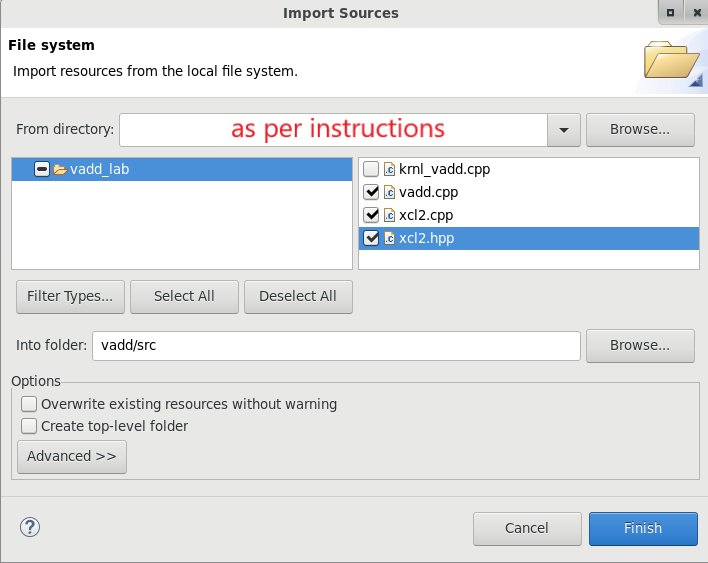 Import Sources
File system
Import resources from the local file system.
From directory: as per instructions Browse...
vadd_lab
krnl_vadd.cpp
vadd.cpp
xcl2.cpp
xcl2.hpp
Filter Types... Select All Deselect All
Into folder: vadd/src Browse...
Options
Overwrite existing resources without warning
Create top-level folder
Advanced >>
Cancel Finish